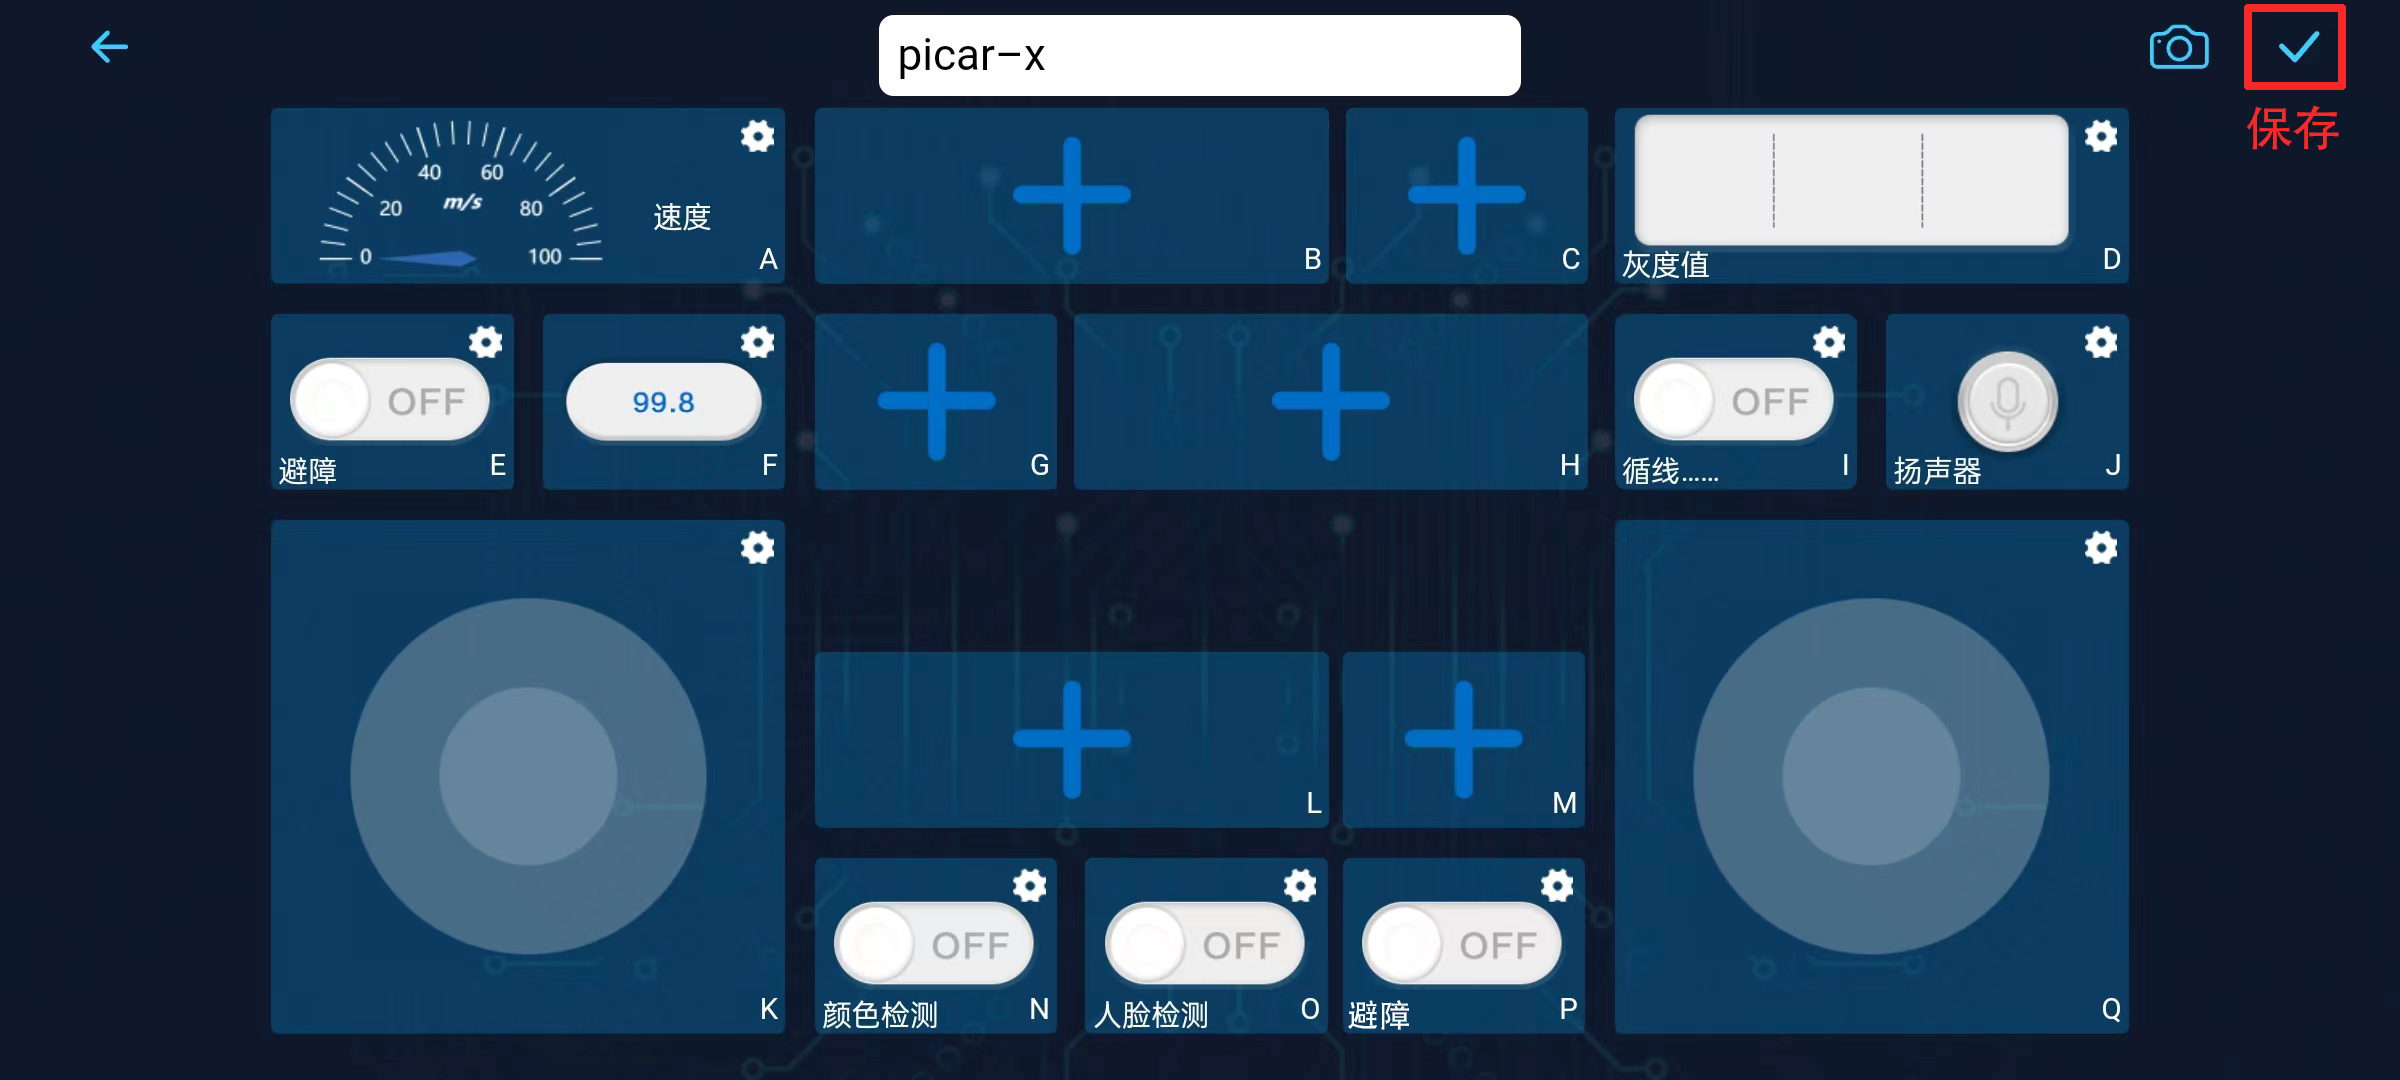 picar-x
保存
40 60
20 m/s 80
0 100
速度
A
B
C
灰度值
D
OFF
避障
E
99.8
F
G
H
OFF
循线......
I
扬声器
J
K
L
M
OFF
颜色检测
N
OFF
人脸检测
O
OFF
避障
P
Q